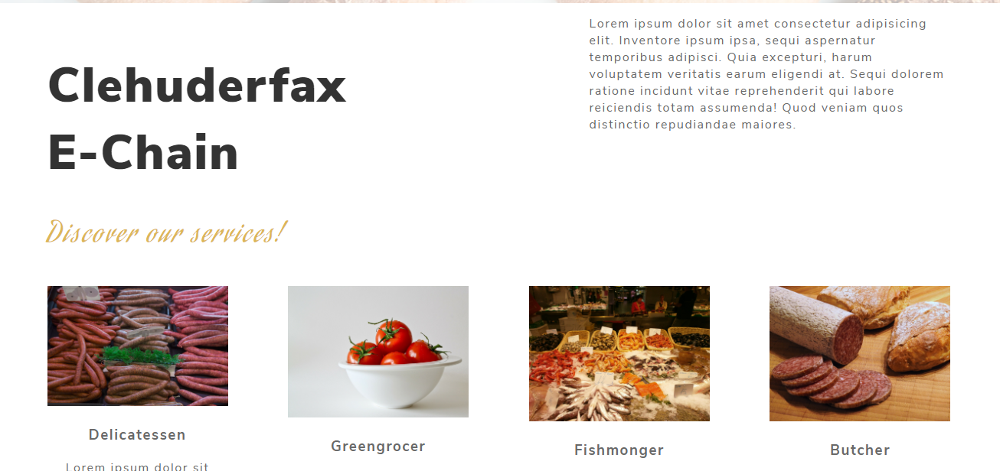 Lorem ipsum dolor sit amet consectetur adipisicing
elit. Inventore ipsum ipsa, sequi aspernatur
temporibus adipisci. Quia excepturi, harum
voluptatem veritatis earum eligendi at. Sequi dolorem
ratione incidunt vitae reprehenderit qui labore
reiciendis totam assumenda! Quod veniam quos
distinctio repudiandae maiores.
Clehuderfax
E-Chain
Discover our services!
Delicatessen
Greengrocer
Fishmonger
Butcher
Lorem ipsum dolor sit